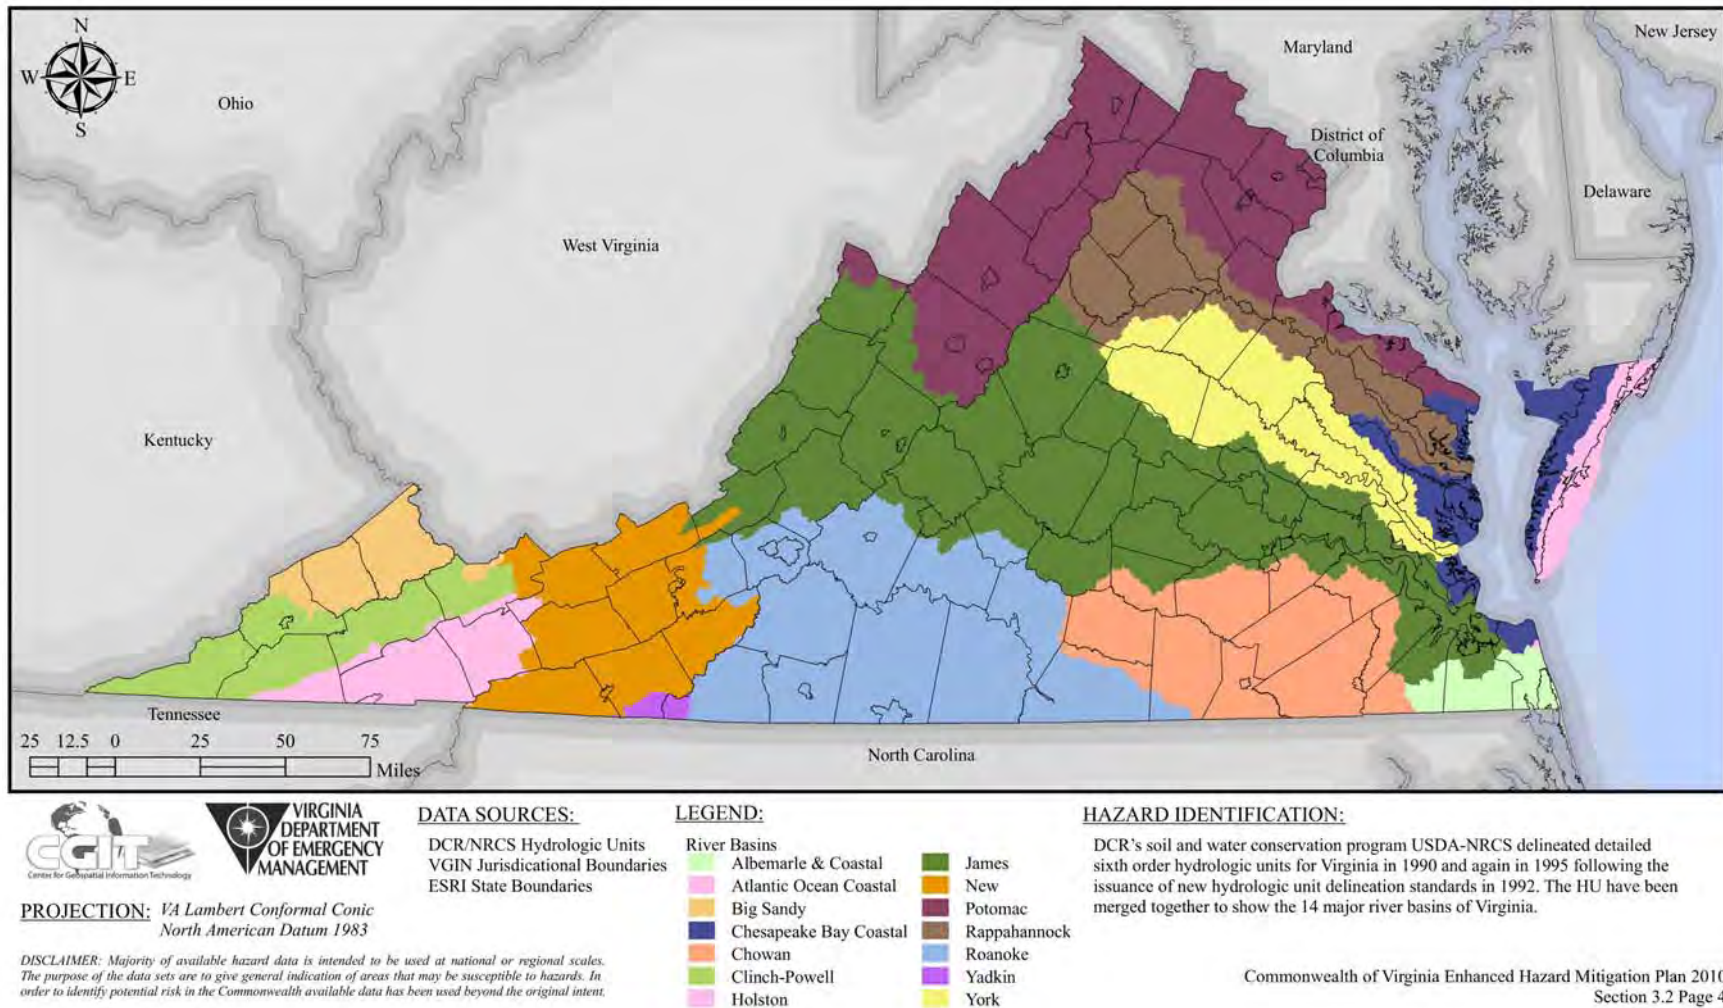 N
W E
S
Ohio
Maryland
New Jersey
District of
Columbia
Delaware
West Virginia
Kentucky
Tennessee
North Carolina
25 12.5 0 25 50 75
Miles
CGIT
Center for Geospatial Information Technology
VIRGINIA
DEPARTMENT
OF EMERGENCY
MANAGEMENT
PROJECTION: VA Lambert Conformal Conic
North American Datum 1983
DISCLAIMER: Majority of available hazard data is intended to be used at national or regional scales.
The purpose of the data sets are to give general indication of areas that may be susceptible to hazards. In
order to identify potential risk in the Commonwealth available data has been used beyond the original intent.
DATA SOURCES:
DCR/NRCS Hydrologic Units
VGIN Jurisdicational Boundaries
ESRI State Boundaries
LEGEND:
River Basins
Albemarle & Coastal
Atlantic Ocean Coastal
Big Sandy
Chesapeake Bay Coastal
Chowan
Clinch-Powell
Holston
James
New
Potomac
Rappahannock
Roanoke
Yadkin
York
HAZARD IDENTIFICATION:
DCR's soil and water conservation program USDA-NRCS delineated detailed
sixth order hydrologic units for Virginia in 1990 and again in 1995 following the
issuance of new hydrologic unit delineation standards in 1992. The HU have been
merged together to show the 14 major river basins of Virginia.
Commonwealth of Virginia Enhanced Hazard Mitigation Plan 2010
Section 3.2 Page 4